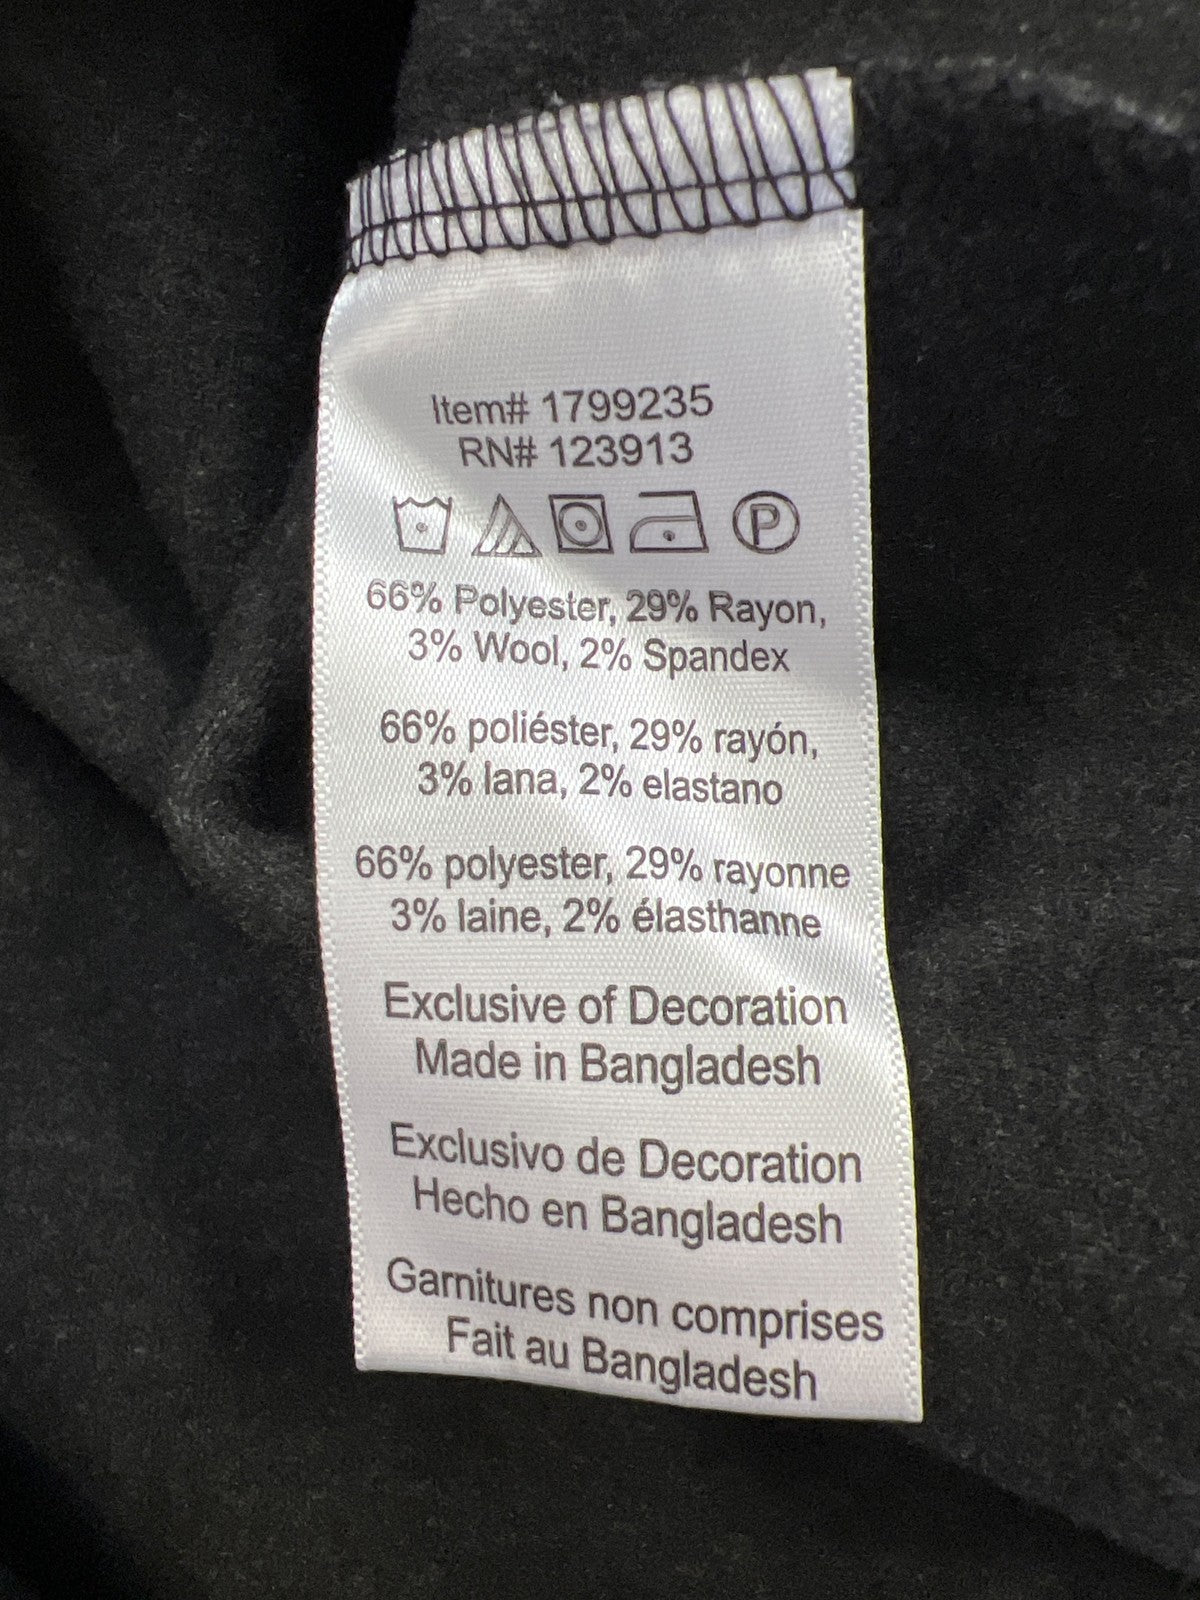 Item# 1799235
RN# 123913
P
66% Polyester, 29% Rayon,
3% Wool, 2% Spandex
66% poliéster, 29% rayón,
3% lana, 2% elastano
66% polyester, 29% rayonne
3% laine, 2% élasthanne
Exclusive of Decoration
Made in Bangladesh
Exclusivo de Decoration
Hecho en Bangladesh
Garnitures non comprises
Fait au Bangladesh